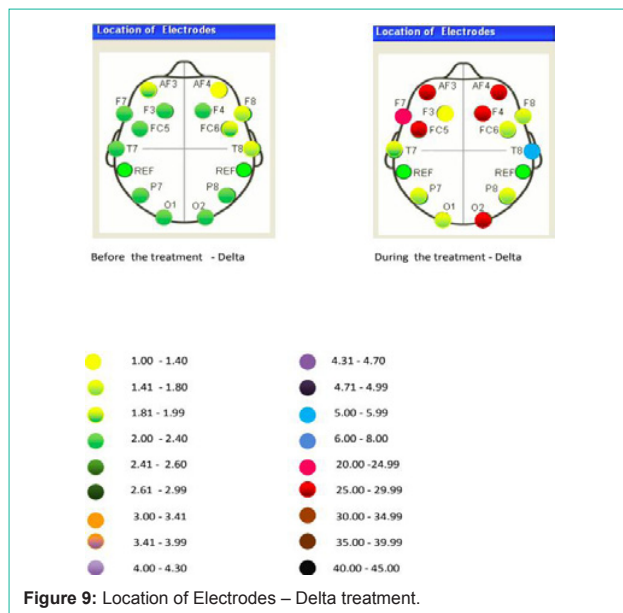 Location of Electrodes
AF3 AF4
F7 F3 F4 F8
FC5 FC6
T7 T8
REF REF
P7 P8
O1 O2
Before the treatment - Delta
Location of Electrodes
AF3 AF4
F7 F3 F4 F8
FC5 FC6
T7 T8
REF REF
P7 P8
O1 O2
During the treatment - Delta
1.00 - 1.40
1.41 - 1.80
1.81 - 1.99
2.00 - 2.40
2.41 - 2.60
2.61 - 2.99
3.00 - 3.41
3.41 - 3.99
4.00 - 4.30
4.31 - 4.70
4.71 - 4.99
5.00 - 5.99
6.00 - 8.00
20.00 - 24.99
25.00 - 29.99
30.00 - 34.99
35.00 - 39.99
40.00 - 45.00
Figure 9: Location of Electrodes – Delta treatment.